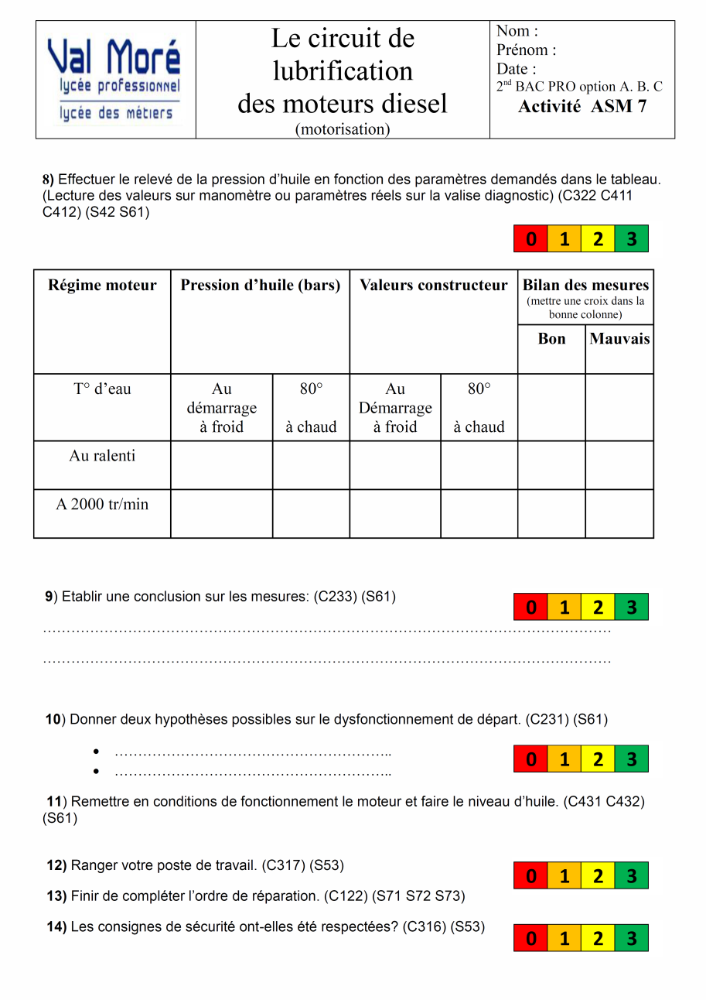 Val Moré
lycée professionnel
lycée des métiers
Le circuit de
lubrification
des moteurs diesel
(motorisation)
Nom :
Prénom :
Date :
2nd BAC PRO option A. B. C
Activité ASM 7
8) Effectuer le relevé de la pression d’huile en fonction des paramètres demandés dans le tableau.
(Lecture des valeurs sur manomètre ou paramètres réels sur la valise diagnostic) (C322 C411
C412) (S42 S61)
0 1 2 3
Régime moteur Pression d’huile (bars) Valeurs constructeur Bilan des mesures
(mettre une croix dans la
bonne colonne)
Bon Mauvais
T° d’eau Au 80° Au 80°
démarrage Démarrage
à froid à chaud à froid à chaud
Au ralenti
A 2000 tr/min
9) Etablir une conclusion sur les mesures: (C233) (S61)
0 1 2 3
……………………………………………………………………………………………………………
……………………………………………………………………………………………………………
10) Donner deux hypothèses possibles sur le dysfonctionnement de départ. (C231) (S61)
• …………………………………………………..
0 1 2 3
• …………………………………………………..
11) Remettre en conditions de fonctionnement le moteur et faire le niveau d’huile. (C431 C432)
(S61)
12) Ranger votre poste de travail. (C317) (S53)
0 1 2 3
13) Finir de compléter l’ordre de réparation. (C122) (S71 S72 S73)
14) Les consignes de sécurité ont-elles été respectées? (C316) (S53)
0 1 2 3